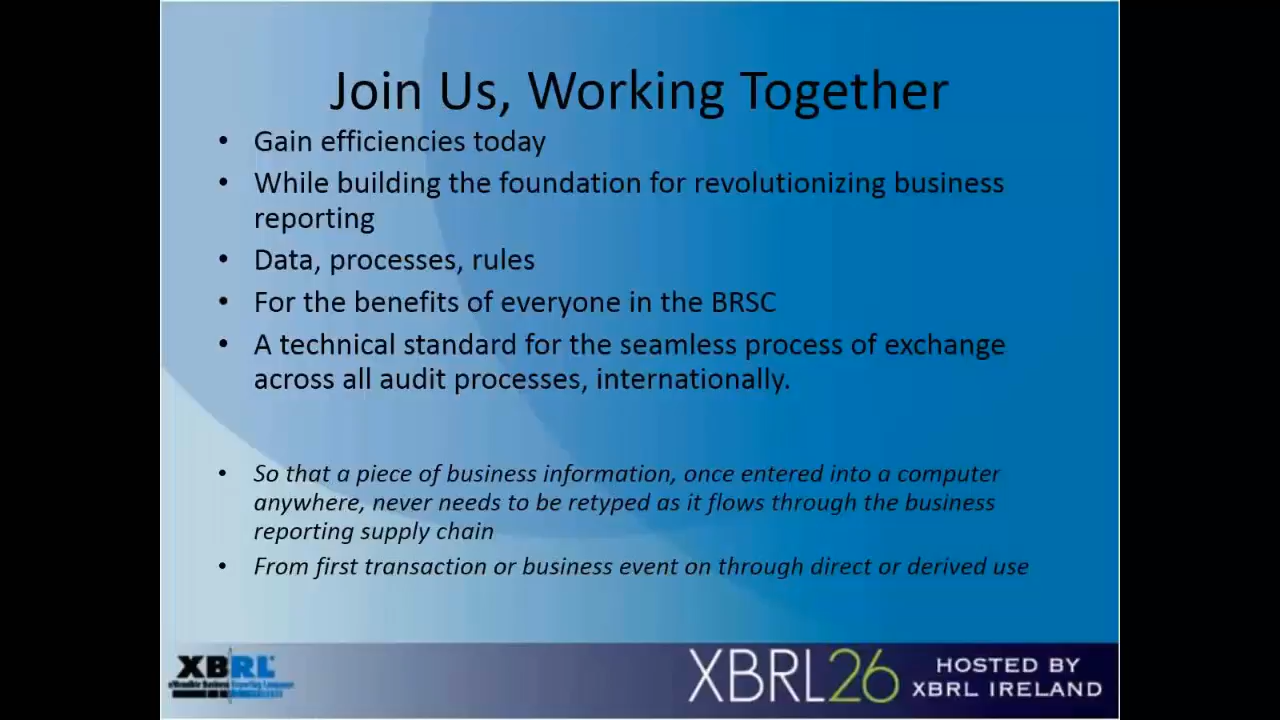 Join Us, Working Together
• Gain efficiencies today
• While building the foundation for revolutionizing business
reporting
• Data, processes, rules
• For the benefits of everyone in the BRSC
• A technical standard for the seamless process of exchange
across all audit processes, internationally.
• So that a piece of business information, once entered into a computer
anywhere, never needs to be retyped as it flows through the business
reporting supply chain
• From first transaction or business event on through direct or derived use
XBRL
eXtensible Business Reporting Language
XBRL26
HOSTED BY
XBRL IRELAND